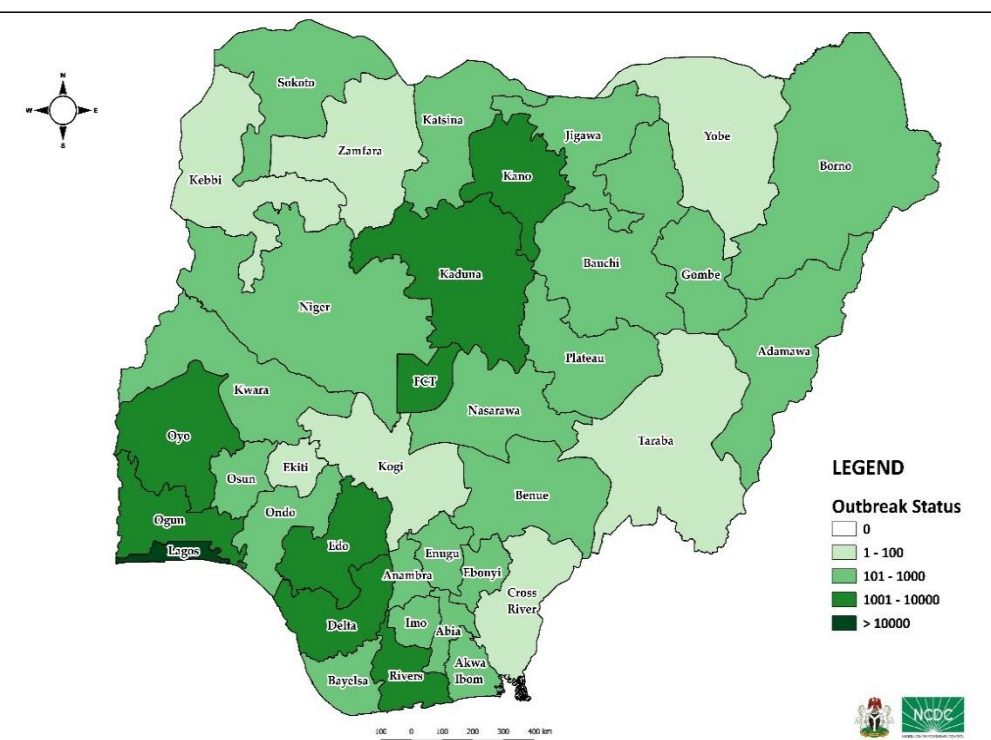 N
W
E
S
Sokoto
Katsina
Jigawa
Yobe
Zamfara
Kano
Borno
Kebbi
Kaduna
Bauchi
Gombe
Niger
Adamawa
Plateau
FCT
Kwara
Nasarawa
Oyo
Taraba
Ekiti
Kogi
Osun
Benue
Ondo
Ogun
Edo
Lagos
Enugu
Ebonyi
Anambra
Cross
River
Delta
Imo
Abia
Akwa
Ibom
Rivers
Bayelsa
LEGEND
Outbreak Status
0
1 - 100
101 - 1000
1001 - 10000
> 10000
100 0 100 200 300 400 km
NCDC